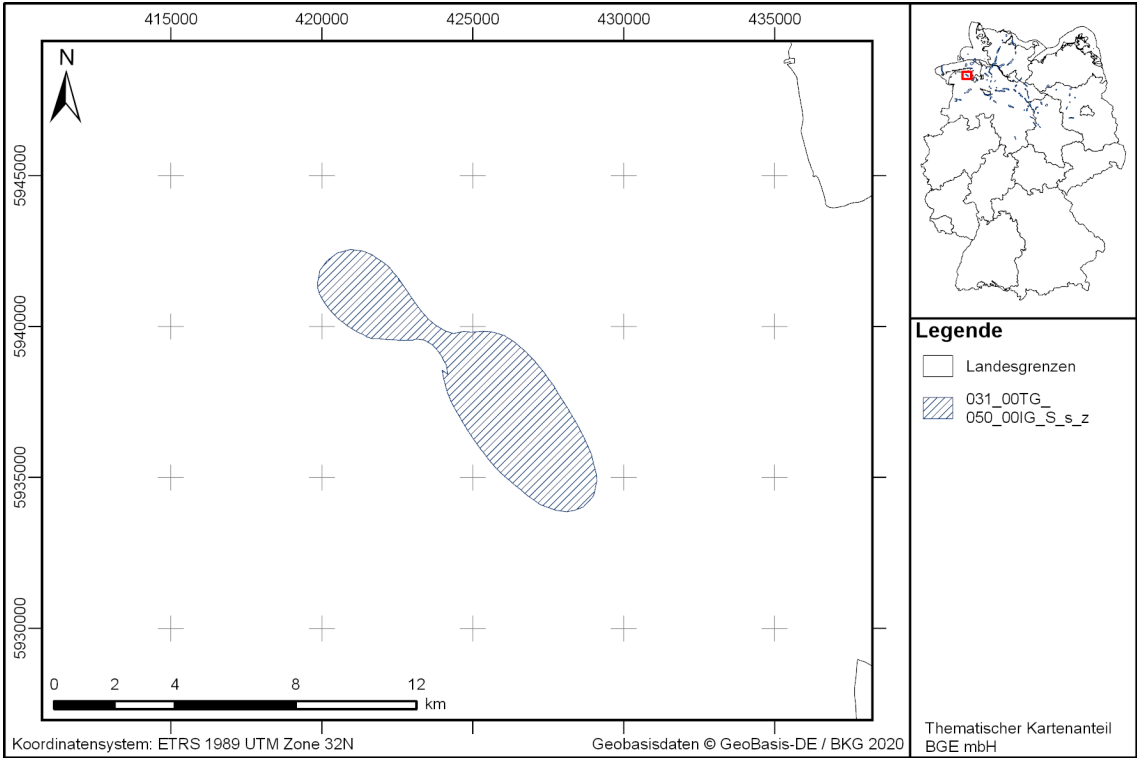 415000 420000 425000 430000 435000
N
5945000
5940000
5935000
5930000
0 2 4 8 12
km
Koordinatensystem: ETRS 1989 UTM Zone 32N
Geobasisdaten © GeoBasis-DE / BKG 2020
Legende
Landesgrenzen
031_00TG_
050_00IG_S_s_z
Thematischer Kartenanteil
BGE mbH